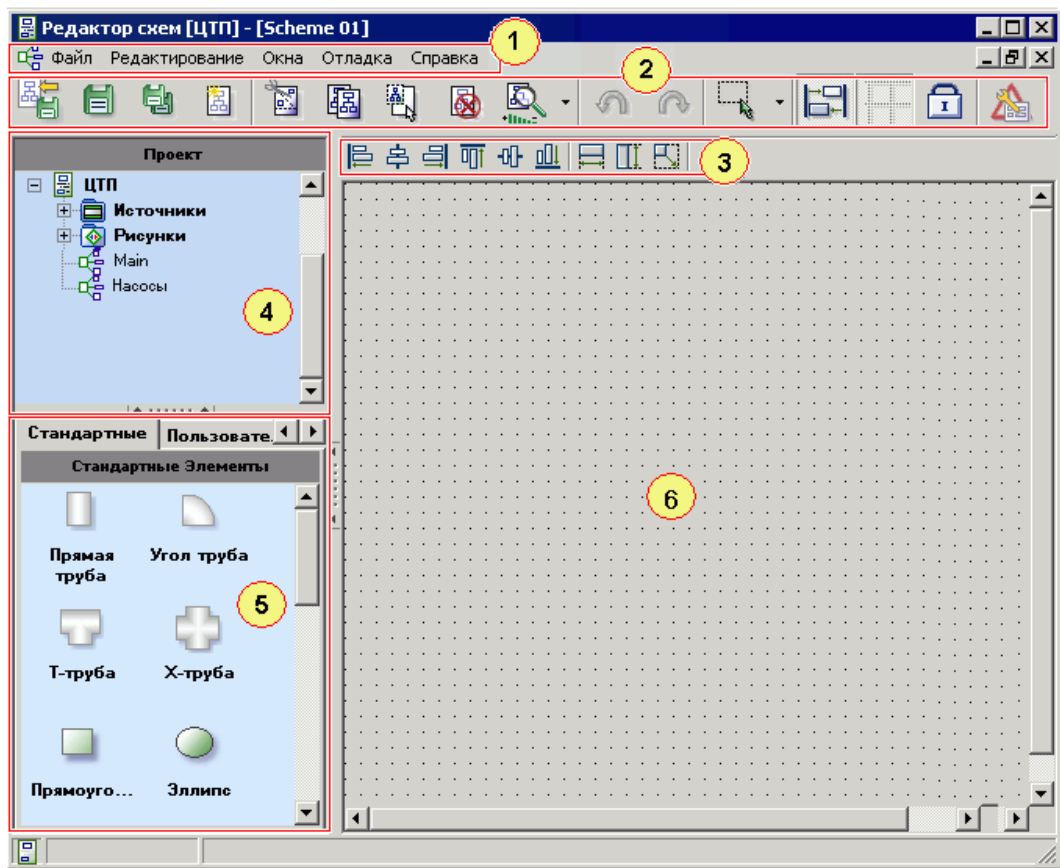 Редактор схем [ЦТП] - [Scheme 01]
Файл Редактирование Окна Отладка Справка
1
2
3
Проект
ЦТП
Источники
Рисунки
Main
Насосы
4
Стандартные Пользовате.
Стандартные Элементы
Прямая труба
Угол труба
5
Т-труба
Х-труба
Прямоуго...
Эллипс
6